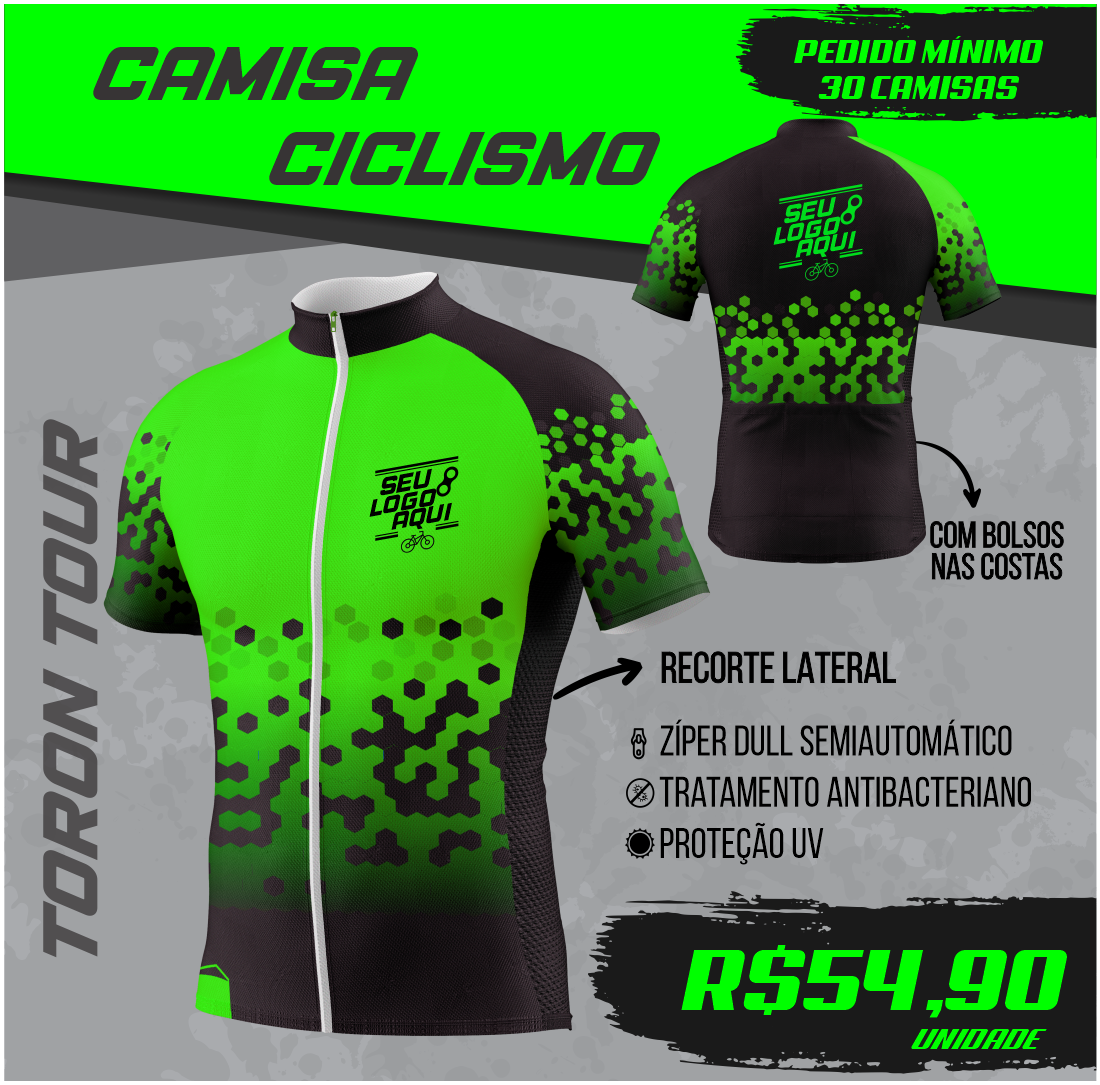 CAMISA
CICLISMO
PEDIDO MÍNIMO
30 CAMISAS
SEU
LOGO
AQUI
SEU
LOGO
AQUI
COM BOLSOS
NAS COSTAS
TORON TOUR
RECORTE LATERAL
ZÍPER DULL SEMIAUTOMÁTICO
TRATAMENTO ANTIBACTERIANO
PROTEÇÃO UV
R$54,90
UNIDADE